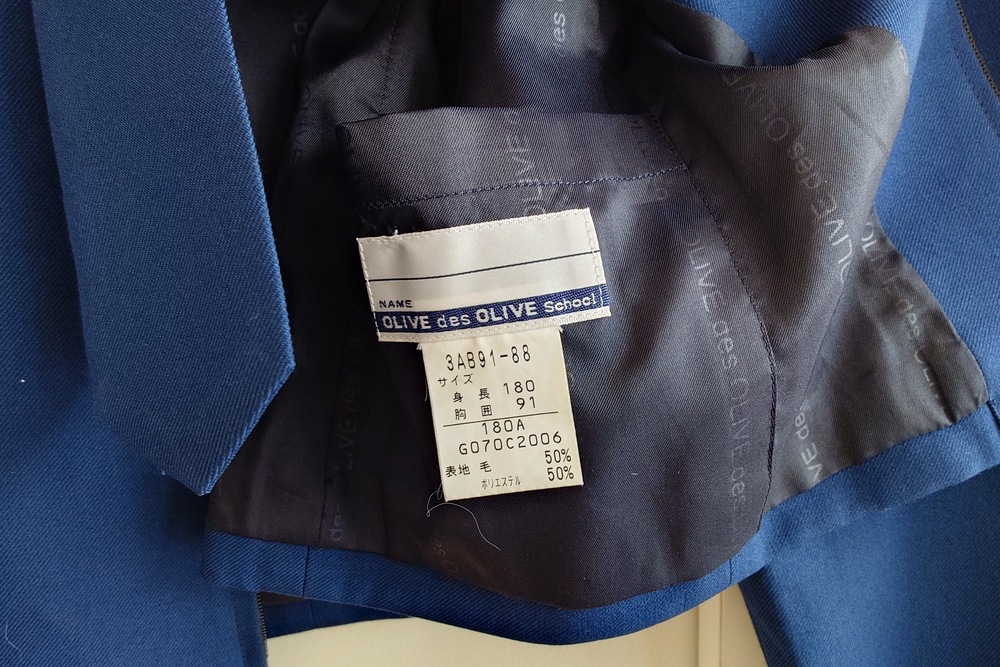 NAME
OLIVE des OLIVE School
3AB91-88
サイズ
身 長 180
胸 囲 91
180A
G070C2006
表地 毛 50%
ポリエステル 50%
OLIVE des OLIVE